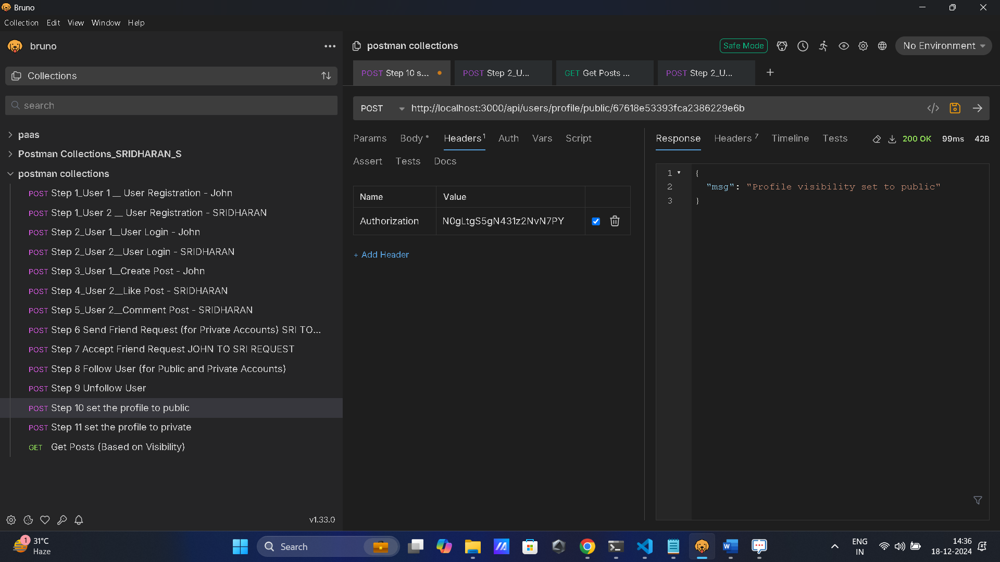 Bruno
Collection Edit View Window Help
bruno
Collections
search
paas
Postman Collections_SRIDHARAN_S
postman collections
POST Step 1_User 1 __ User Registration - John
POST Step 1_User 2 __ User Registration - SRIDHARAN
POST Step 2_User 1__User Login - John
POST Step 2_User 2__User Login - SRIDHARAN
POST Step 3_User 1__Create Post - John
POST Step 4_User 2__Like Post - SRIDHARAN
POST Step 5_User 2__Comment Post - SRIDHARAN
POST Step 6 Send Friend Request (for Private Accounts) SRI TO...
POST Step 7 Accept Friend Request JOHN TO SRI REQUEST
POST Step 8 Follow User (for Public and Private Accounts)
POST Step 9 Unfollow User
POST Step 10 set the profile to public
POST Step 11 set the profile to private
GET Get Posts (Based on Visibility)
v1.33.0
postman collections
Safe Mode
No Environment
POST Step 10 s...
POST Step 2_U...
GET Get Posts ...
POST Step 2_U...
+
POST http://localhost:3000/api/users/profile/public/67618e53393fca2386229e6b
Params Body Headers 1 Auth Vars Script
Assert Tests Docs
Name Value
Authorization N0gLtgS5gN431z2NvN7PY
+ Add Header
Response Headers 7 Timeline Tests 200 OK 99ms 42B
1 {
2 "msg": "Profile visibility set to public"
3 }
1
31°C
Haze
Search
ENG
IN
14:36
18-12-2024